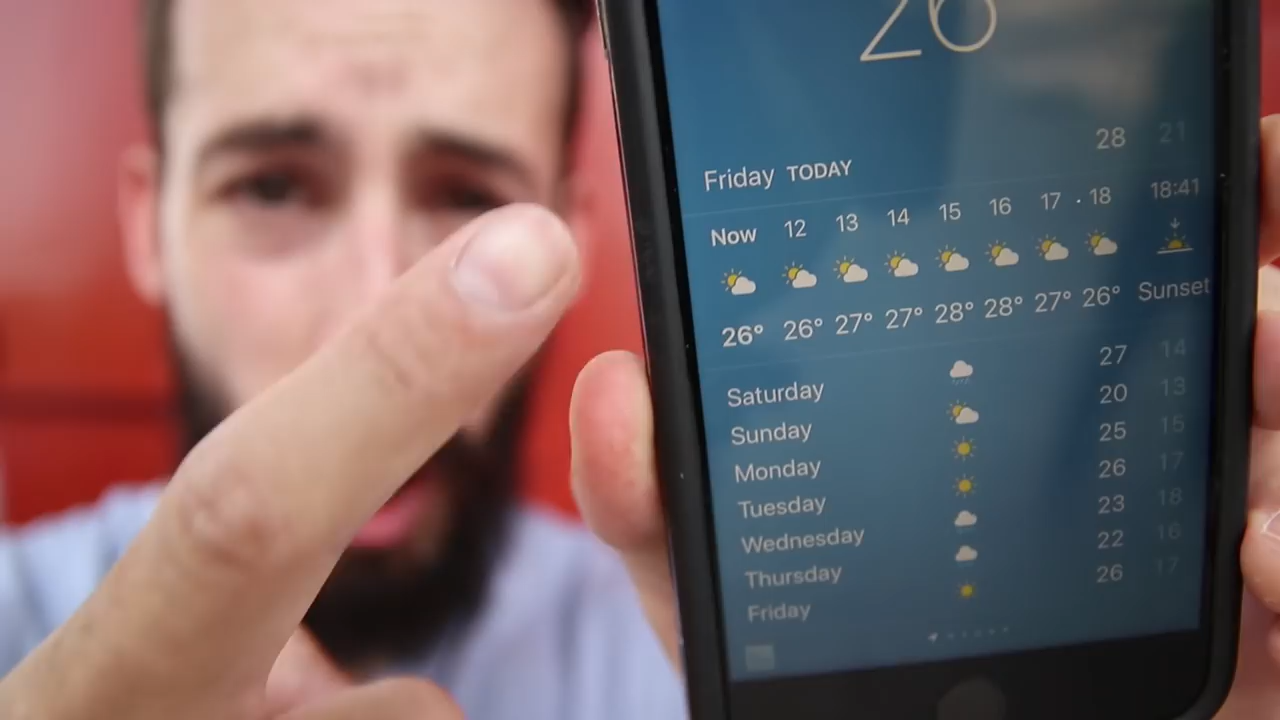 26
Friday TODAY 28 21
Now 12 13 14 15 16 17 18 18:41
26° 26° 27° 27° 28° 28° 27° 26° Sunset
Saturday 27 14
Sunday 20 13
Monday 25 15
Tuesday 26 17
Wednesday 23 18
Thursday 22 16
Friday 26 17